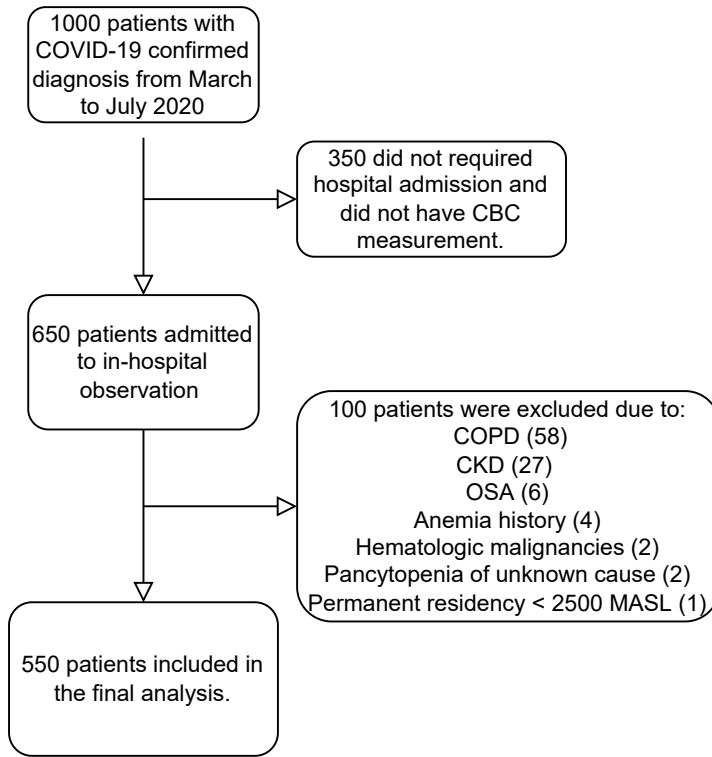 1000 patients with
COVID-19 confirmed
diagnosis from March
to July 2020
350 did not required
hospital admission and
did not have CBC
measurement.
650 patients admitted
to in-hospital
observation
100 patients were excluded due to:
COPD (58)
CKD (27)
OSA (6)
Anemia history (4)
Hematologic malignancies (2)
Pancytopenia of unknown cause (2)
Permanent residency < 2500 MASL (1)
550 patients included in
the final analysis.